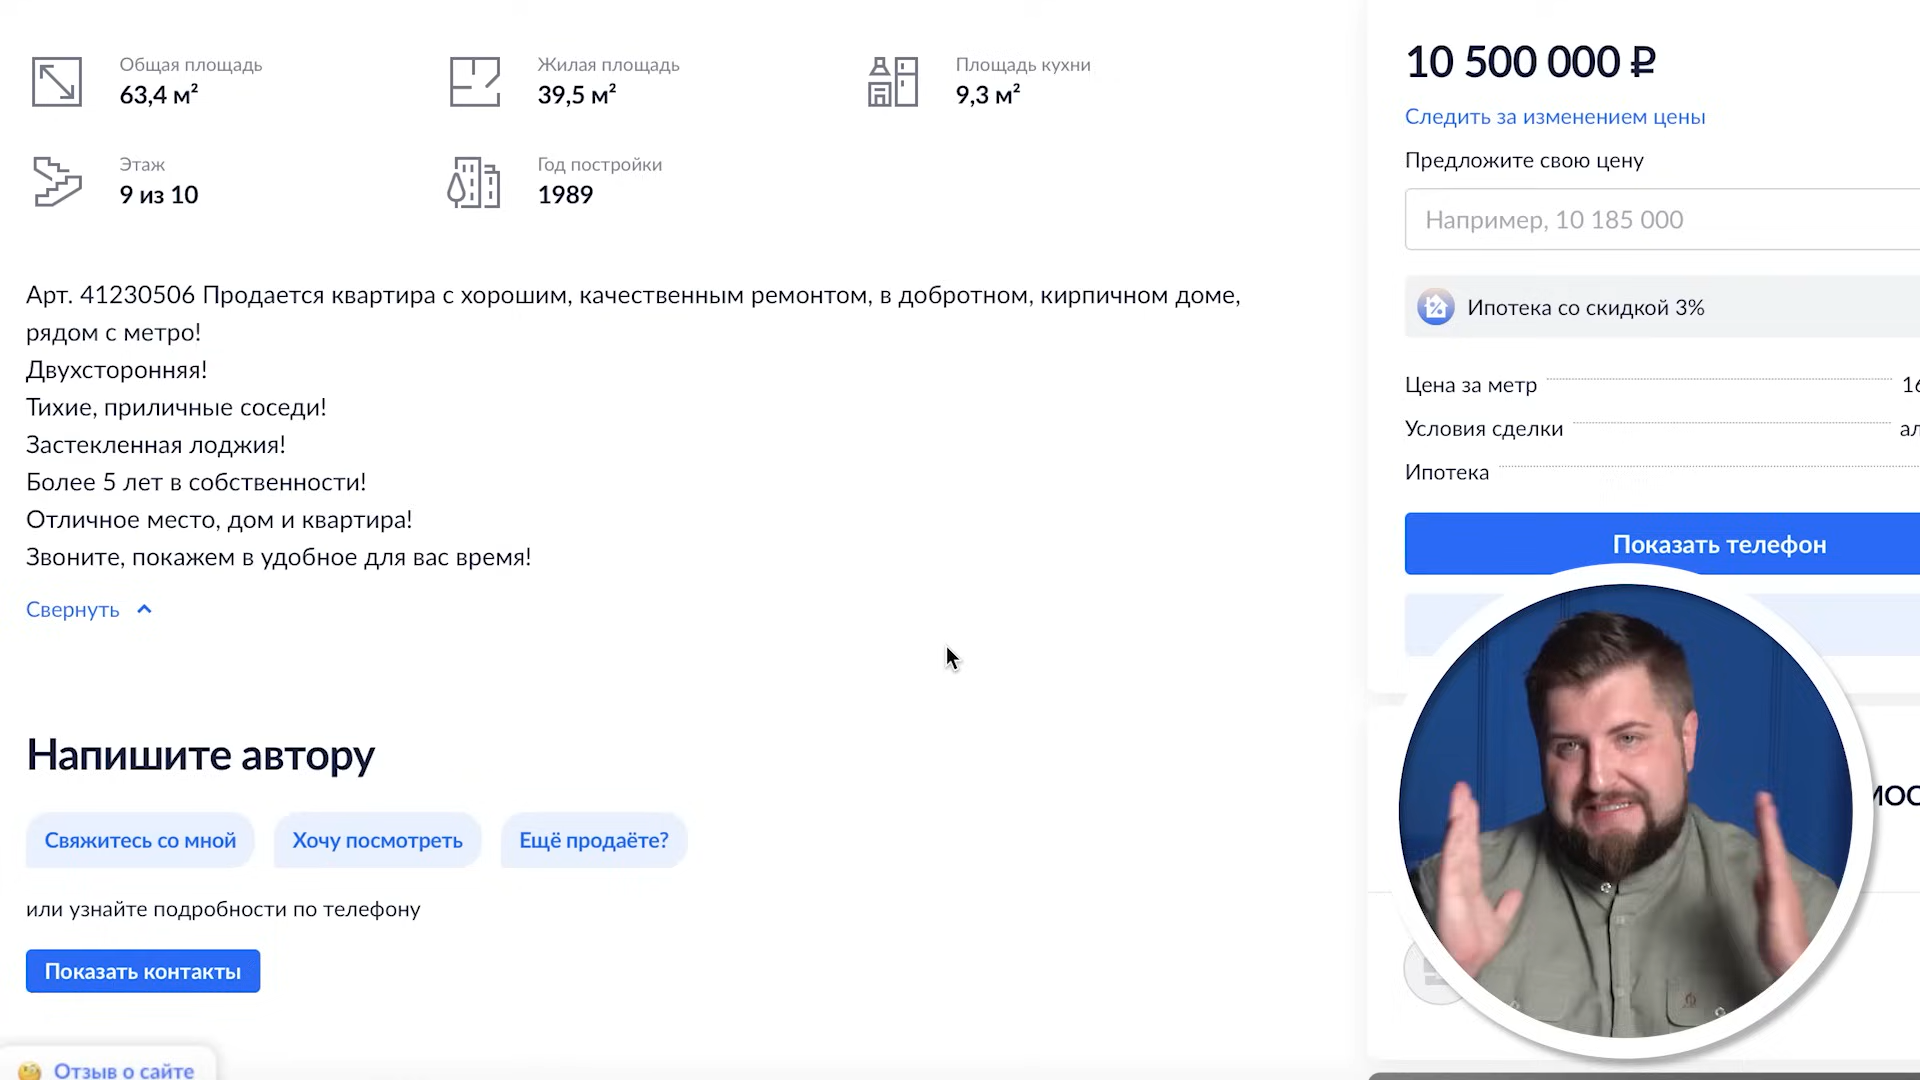 Общая площадь
63,4 м²
Жилая площадь
39,5 м²
Площадь кухни
9,3 м²
Этаж
9 из 10
Год постройки
1989
Арт. 41230506 Продается квартира с хорошим, качественным ремонтом, в добротном, кирпичном доме,
рядом с метро!
Двухсторонняя!
Тихие, приличные соседи!
Застекленная лоджия!
Более 5 лет в собственности!
Отличное место, дом и квартира!
Звоните, покажем в удобное для вас время!
Свернуть
Напишите автору
Свяжитесь со мной
Хочу посмотреть
Ещё продаёте?
или узнайте подробности по телефону
Показать контакты
Отзыв о сайте
10 500 000 ₽
Следить за изменением цены
Предложите свою цену
Например, 10 185 000
Ипотека со скидкой 3%
Цена за метр
Условия сделки
Ипотека
Показать телефон